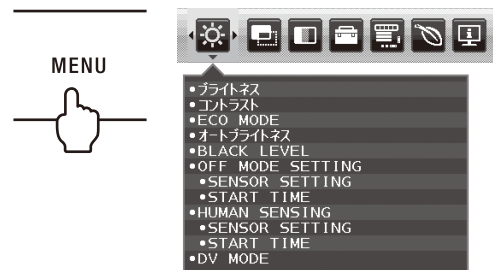 MENU
•ブライトネス
•コントラスト
•ECO MODE
•オートブライトネス
•BLACK LEVEL
•OFF MODE SETTING
•SENSOR SETTING
•START TIME
•HUMAN SENSING
•SENSOR SETTING
•START TIME
•DV MODE